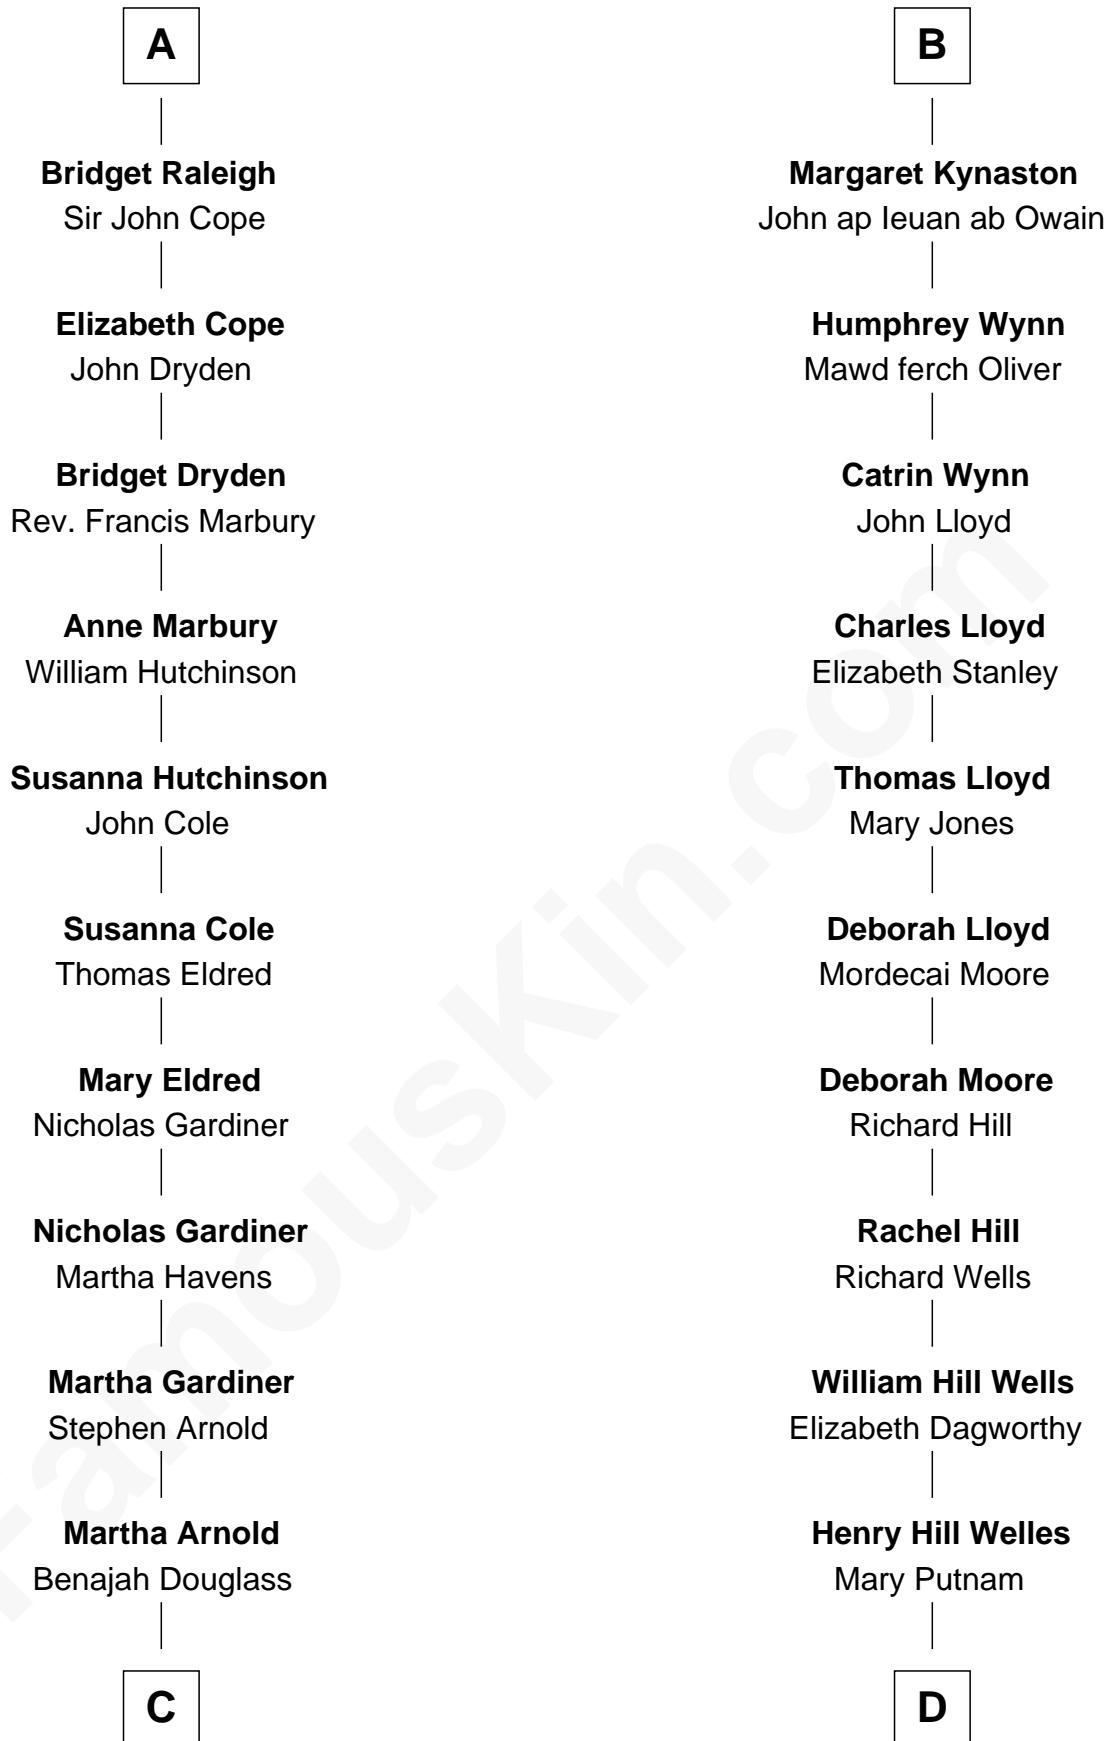 A
Bridget Raleigh
Sir John Cope
Elizabeth Cope
John Dryden
Bridget Dryden
Rev. Francis Marbury
Anne Marbury
William Hutchinson
Susanna Hutchinson
John Cole
Susanna Cole
Thomas Eldred
Mary Eldred
Nicholas Gardiner
Nicholas Gardiner
Martha Havens
Martha Gardiner
Stephen Arnold
Martha Arnold
Benajah Douglass
C
B
Margaret Kynaston
John ap Ieuan ab Owain
Humphrey Wynn
Mawd ferch Oliver
Catrin Wynn
John Lloyd
Charles Lloyd
Elizabeth Stanley
Thomas Lloyd
Mary Jones
Deborah Lloyd
Mordecai Moore
Deborah Moore
Richard Hill
Rachel Hill
Richard Wells
William Hill Wells
Elizabeth Dagworthy
Henry Hill Welles
Mary Putnam
D
FamousKin.com